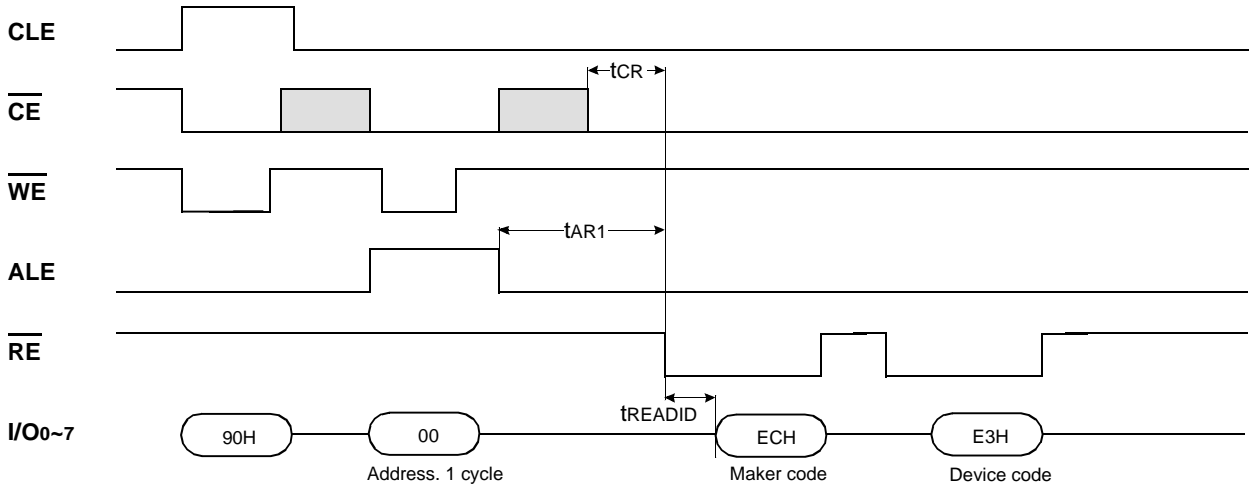 CLE
tCR
CE
WE
tAR1
ALE
RE
tREADID
I/O0~7
90H
00
ECH
E3H
Address. 1 cycle
Maker code
Device code